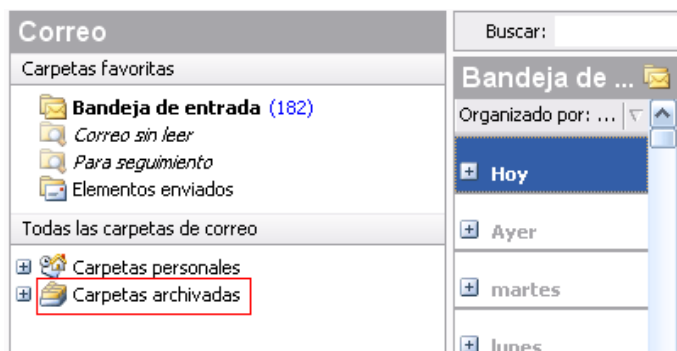 Correo
Carpetas favoritas
Bandeja de entrada (182)
Correo sin leer
Para seguimiento
Elementos enviados
Todas las carpetas de correo
Carpetas personales
Carpetas archivadas
Buscar:
Bandeja de ...
Organizado por: ...
Hoy
Ayer
martes
lunes